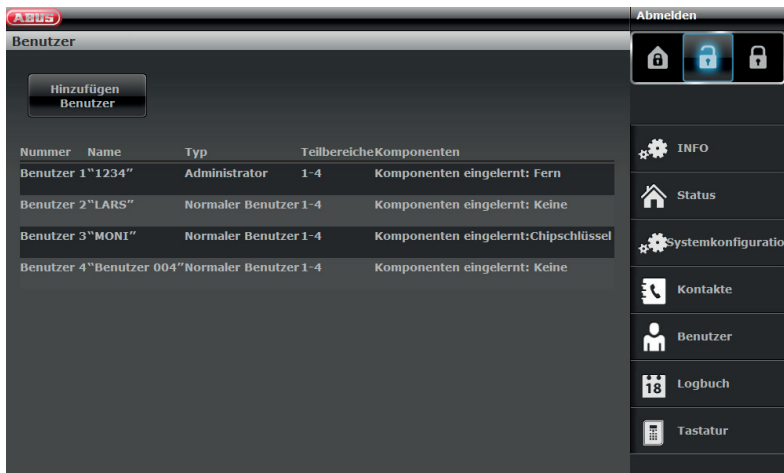 ABUS
Abmelden
Benutzer
Hinzufügen
Benutzer
Nummer Name Typ Teilbereiche Komponenten
Benutzer 1 "1234" Administrator 1-4 Komponenten eingelernt: Fern
Benutzer 2 "LARS" Normaler Benutzer 1-4 Komponenten eingelernt: Keine
Benutzer 3 "MONI" Normaler Benutzer 1-4 Komponenten eingelernt:Chipschlüssel
Benutzer 4 "Benutzer 004" Normaler Benutzer 1-4 Komponenten eingelernt: Keine
INFO
Status
Systemkonfiguratio
Kontakte
Benutzer
18 Logbuch
Tastatur